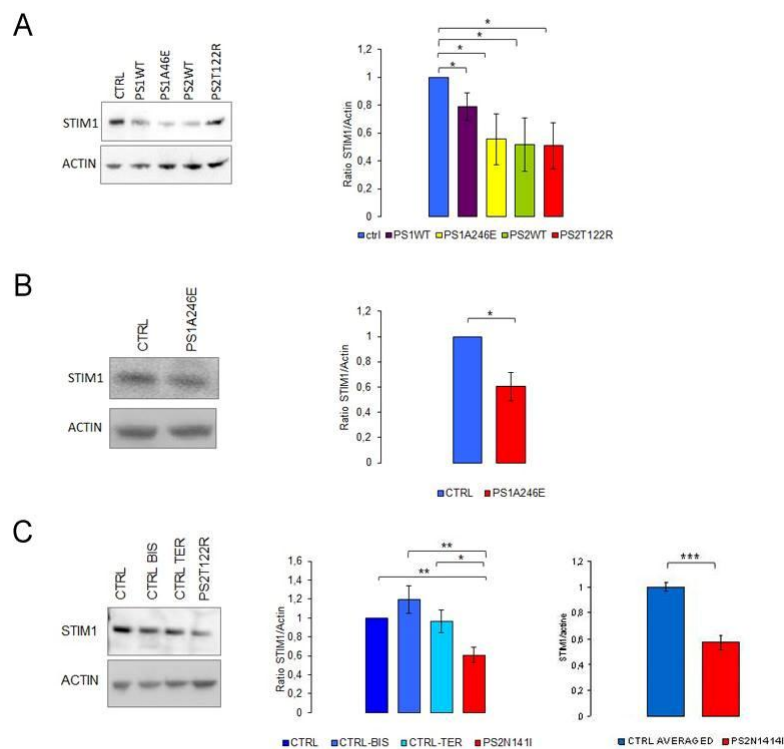 A
CTRL PS1WT PS1A46E PS2WT PS2T122R
STIM1
ACTIN
Ratio STIM1/Actin
1,2
1
0,8
0,6
0,4
0,2
0
* * * *
ctrl PS1WT PS1A246E PS2WT PS2T122R
B
CTRL PS1A246E
STIM1
ACTIN
Ratio STIM1/Actin
1,2
1
0,8
0,6
0,4
0,2
0
*
CTRL PS1A246E
C
CTRL CTRL BIS CTRL TER PS2T122R
STIM1
ACTIN
Ratio STIM1/Actin
1,6
1,4
1,2
1
0,8
0,6
0,4
0,2
0
**
*
**
CTRL CTRL-BIS CTRL-TER PS2N141I
STIM1/actine
1,2
1
0,8
0,6
0,4
0,2
0
***
CTRL AVERAGED PS2N1414I